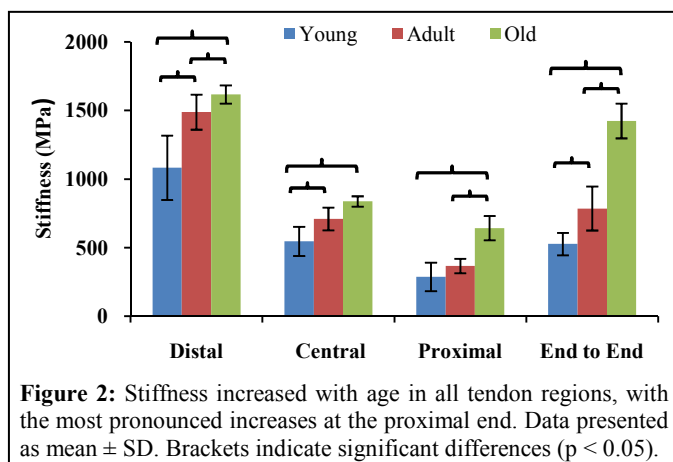 Young Adult Old
2000
1500
1000
500
0
Stiffness (MPa)
Distal Central Proximal End to End
Figure 2: Stiffness increased with age in all tendon regions, with
the most pronounced increases at the proximal end. Data presented
as mean ± SD. Brackets indicate significant differences (p < 0.05).